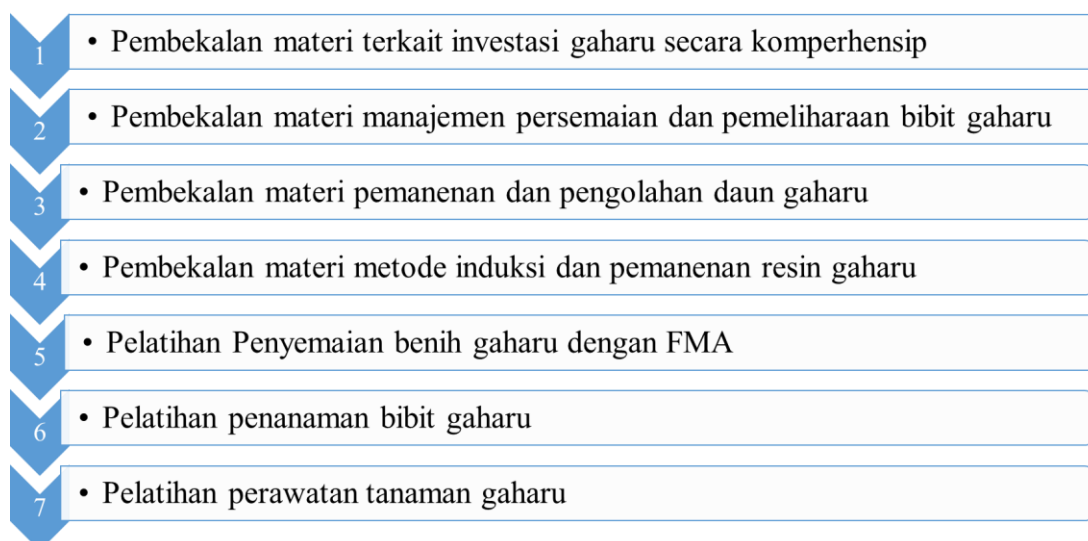 1 • Pembekalan materi terkait investasi gaharu secara komperhensip
2 • Pembekalan materi manajemen persemaian dan pemeliharaan bibit gaharu
3 • Pembekalan materi pemanenan dan pengolahan daun gaharu
4 • Pembekalan materi metode induksi dan pemanenan resin gaharu
5 • Pelatihan Penyemaian benih gaharu dengan FMA
6 • Pelatihan penanaman bibit gaharu
7 • Pelatihan perawatan tanaman gaharu